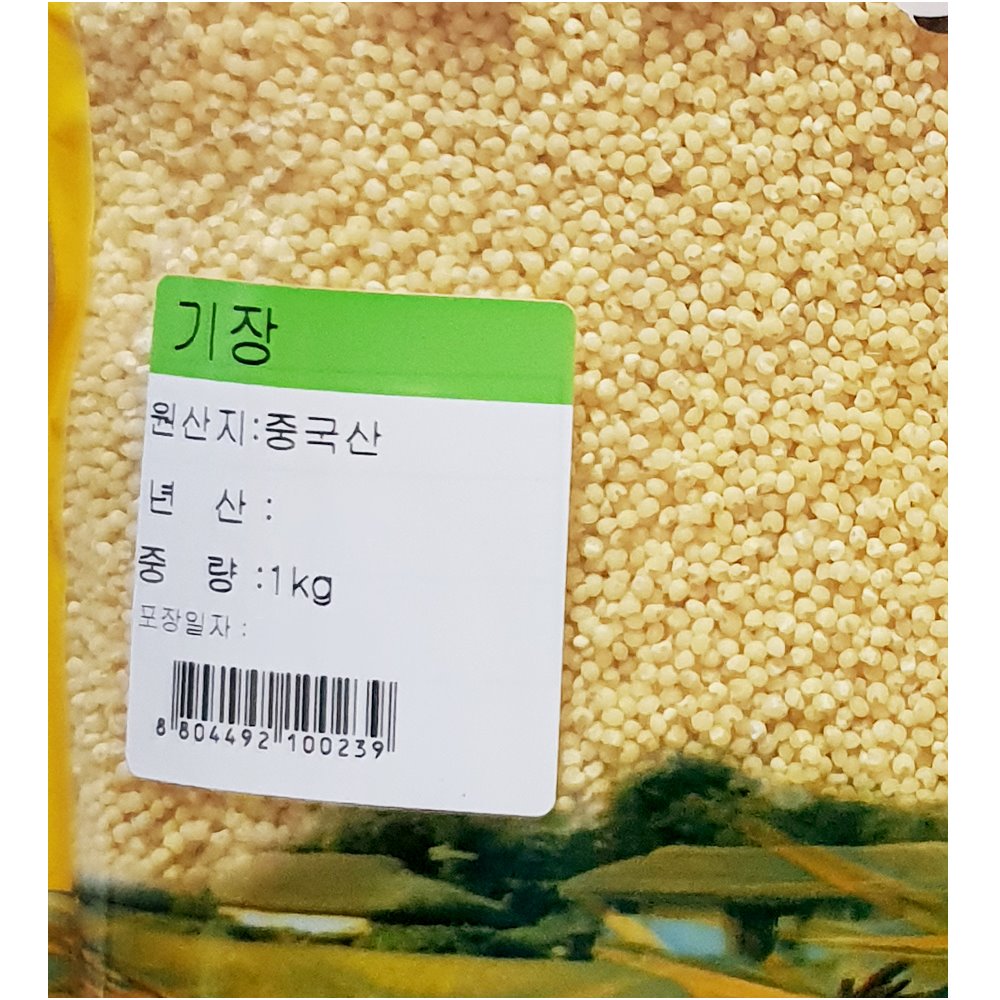 기장
원산지:중국산
년 산 :
중 량 :1kg
포장일자 :
8 804492 100239